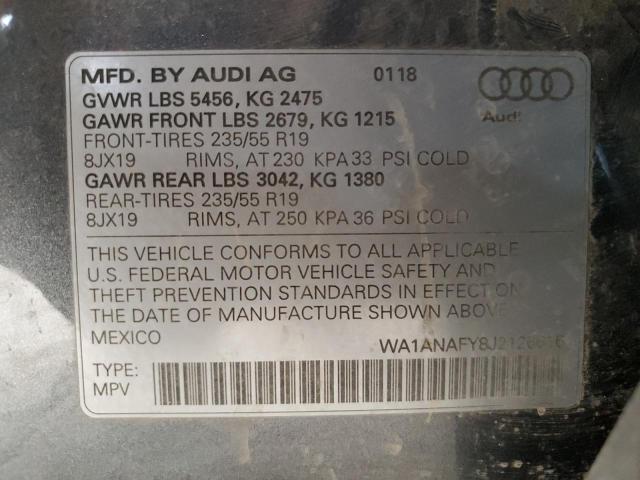 MFD. BY AUDI AG 0118
GVWR LBS 5456, KG 2475
Audi
GAWR FRONT LBS 2679, KG 1215
FRONT-TIRES 235/55 R19
8JX19 RIMS, AT 230 KPA 33 PSI COLD
GAWR REAR LBS 3042, KG 1380
REAR-TIRES 235/55 R19
8JX19 RIMS, AT 250 KPA 36 PSI COLD
THIS VEHICLE CONFORMS TO ALL APPLICABLE
U.S. FEDERAL MOTOR VEHICLE SAFETY AND
THEFT PREVENTION STANDARDS IN EFFECT ON
THE DATE OF MANUFACTURE SHOWN ABOVE.
MEXICO
TYPE:
MPV